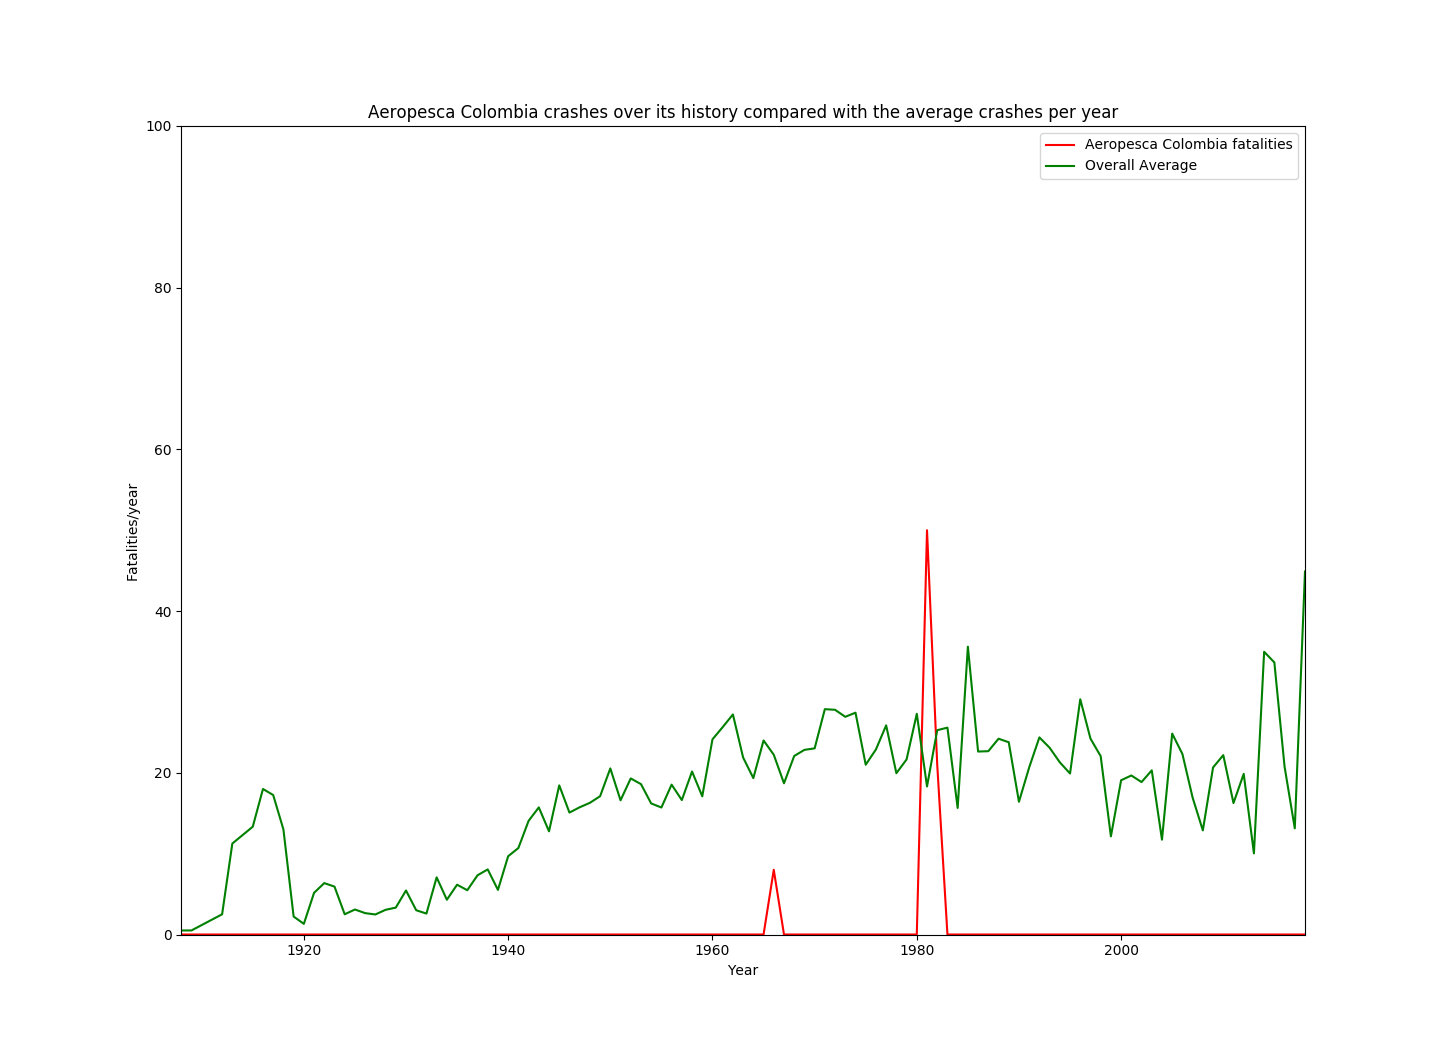 Aeropesca Colombia crashes over its history compared with the average crashes per year
100
Aeropesca Colombia fatalities
Overall Average
80
60
Fatalities/year
40
20
0
1920 1940 1960 1980 2000
Year